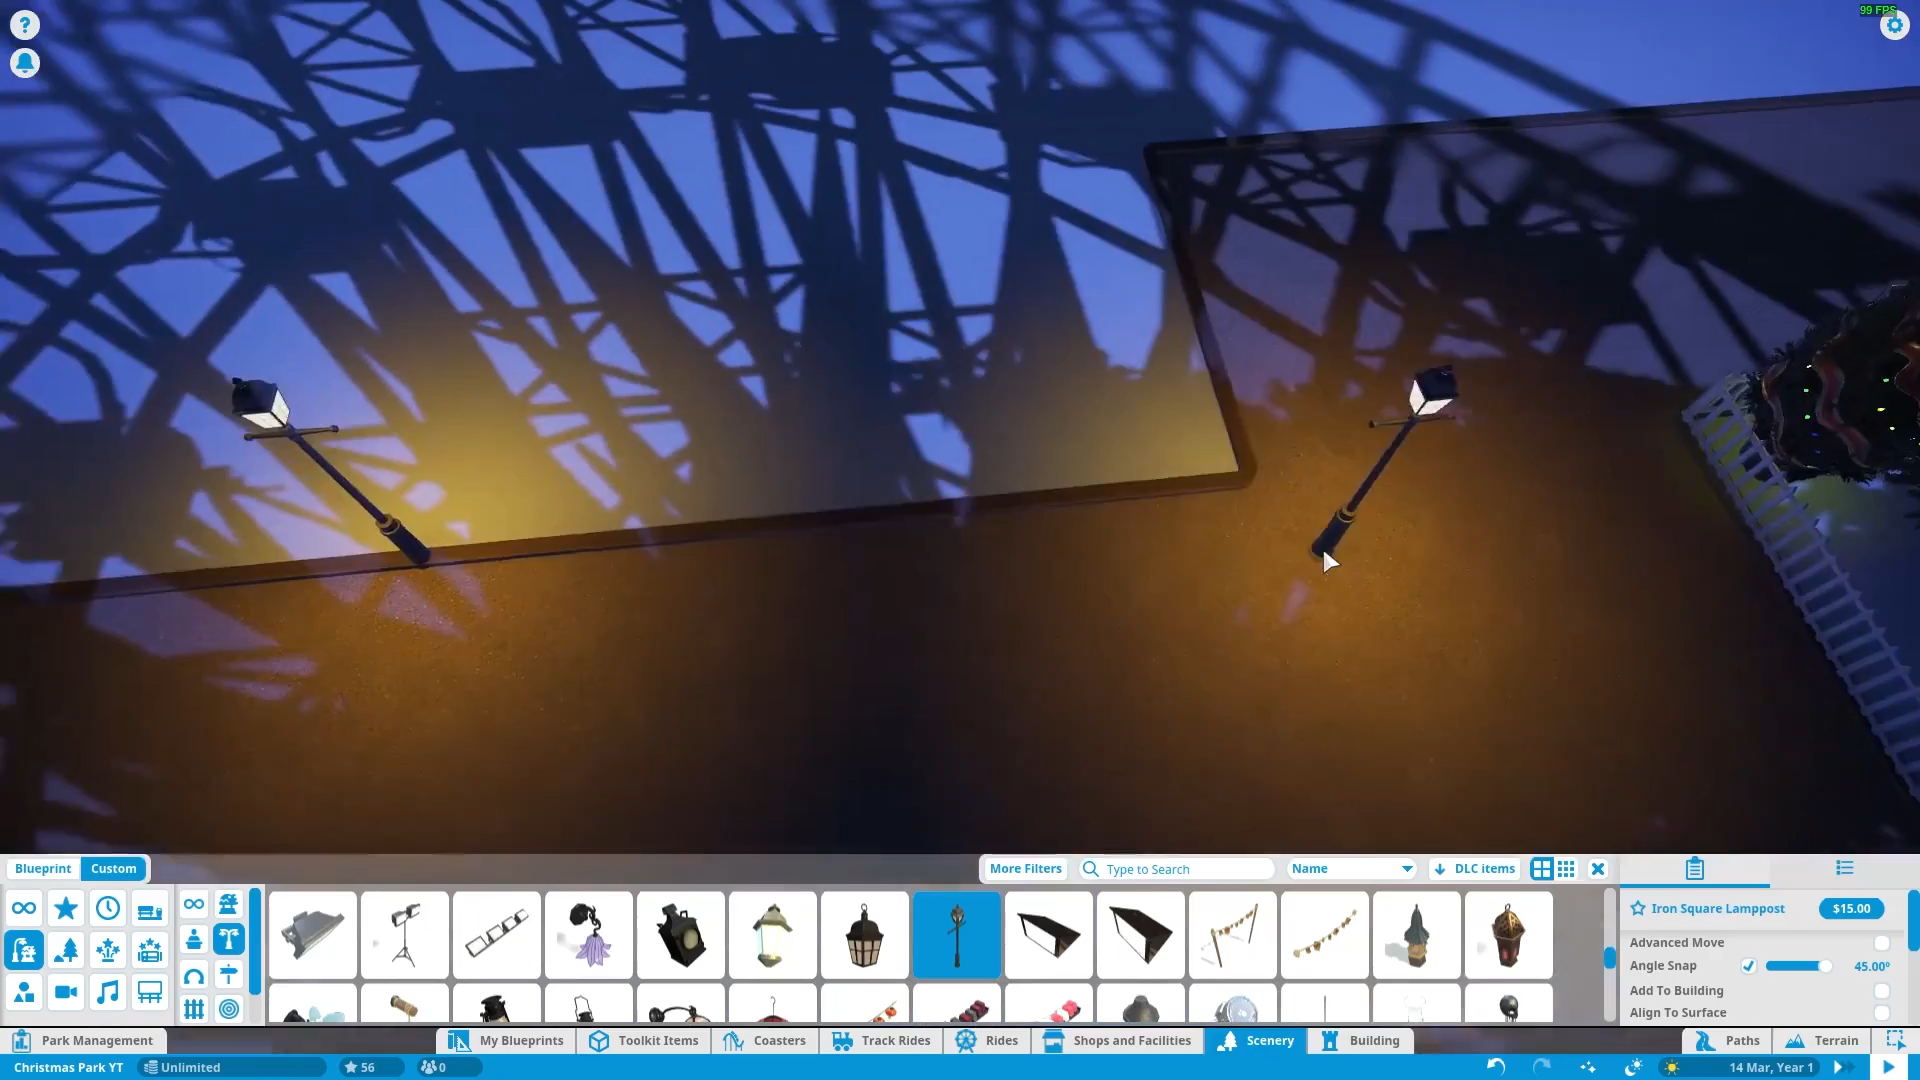 99 FPS
?
Blueprint Custom
More Filters Type to Search Name DLC items
Iron Square Lamppost $15.00
Advanced Move
Angle Snap 45.00°
Add To Building
Align To Surface
Park Management My Blueprints Toolkit Items Coasters Track Rides Rides Shops and Facilities Scenery Building Paths Terrain
Christmas Park YT Unlimited 56 0 14 Mar, Year 1